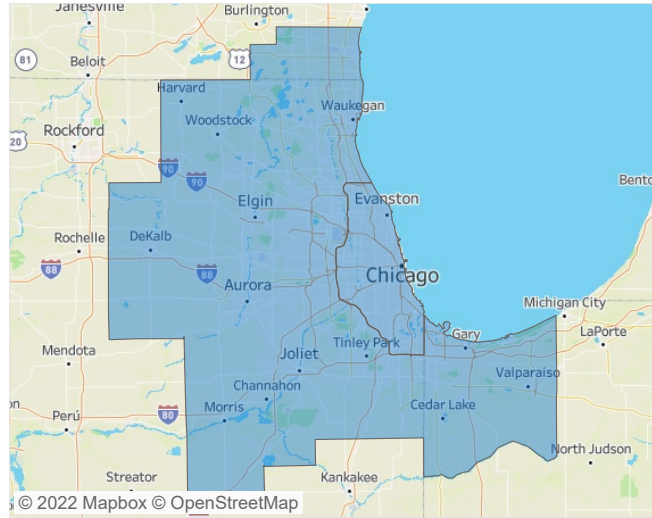 Janesville
Burlington
81
Beloit
12
Harvard
Waukegan
Woodstock
20
Rockford
90
90
Elgin
Evanston
Bento
DeKalb
Rochelle
88
88
Chicago
Aurora
Michigan City
Gary
LaPorte
Mendota
Tinley Park
Joliet
Valparaiso
Channahon
on
Morris
Cedar Lake
80
Perú
North Judson
Streator
Kankakee
© 2022 Mapbox © OpenStreetMap